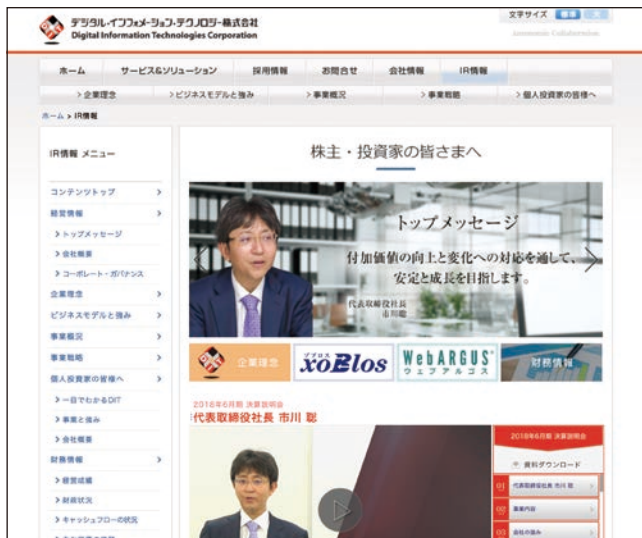 デジタル・インフォメーション・テクノロジー株式会社
Digital Information Technologies Corporation
文字サイズ 標準 大
ホーム サービス&ソリューション 採用情報 お問合せ 会社情報 IR情報
>企業理念 >ビジネスモデルと強み >事業概況 >事業戦略 >個人投資家の皆様へ
ホーム > IR情報
IR情報 メニュー
コンテンツトップ >
経営情報 >
> トップメッセージ
> 会社概要
> コーポレート・ガバナンス
企業理念 >
ビジネスモデルと強み >
事業概況 >
事業戦略 >
個人投資家の皆様へ >
> 一目でわかるDIT
> 事業と強み
> 会社概要
財務情報 >
> 経営成績
> 財政状況
> キャッシュフローの状況
株主・投資家の皆さまへ
トップメッセージ
付加価値の向上と変化への対応を通して、
安定と成長を目指します。
代表取締役社長
市川聡
企業理念
ゾブロス
xoBlos
WebARGUS®
ウェブアルゴス
財務情報
2018年6月期 決算説明会
代表取締役社長 市川 聡
2018年6月期 決算説明会
資料ダウンロード
01 代表取締役社長 市川 聡
02 事業内容
03 会社の強み